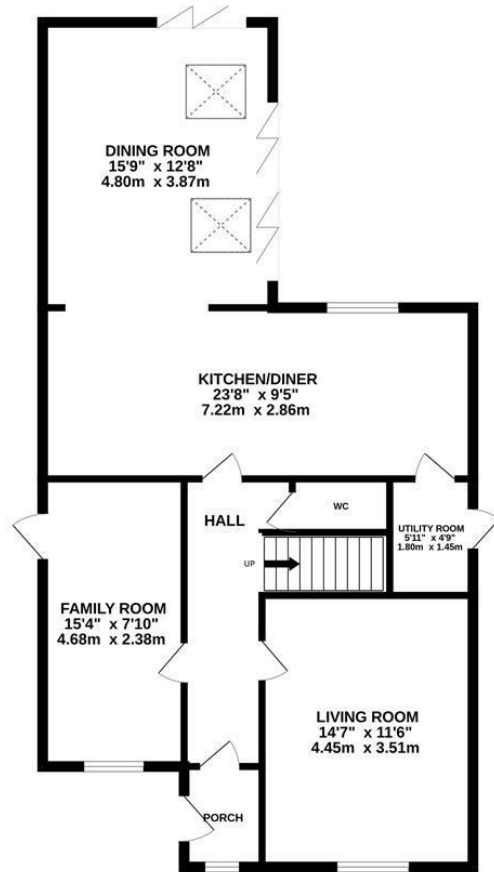 DINING ROOM
15'9" x 12'8"
4.80m x 3.87m
KITCHEN/DINER
23'8" x 9'5"
7.22m x 2.86m
HALL
WC
UTILITY ROOM
5'11" x 4'9"
1.80m x 1.45m
UP
FAMILY ROOM
15'4" x 7'10"
4.68m x 2.38m
LIVING ROOM
14'7" x 11'6"
4.45m x 3.51m
PORCH